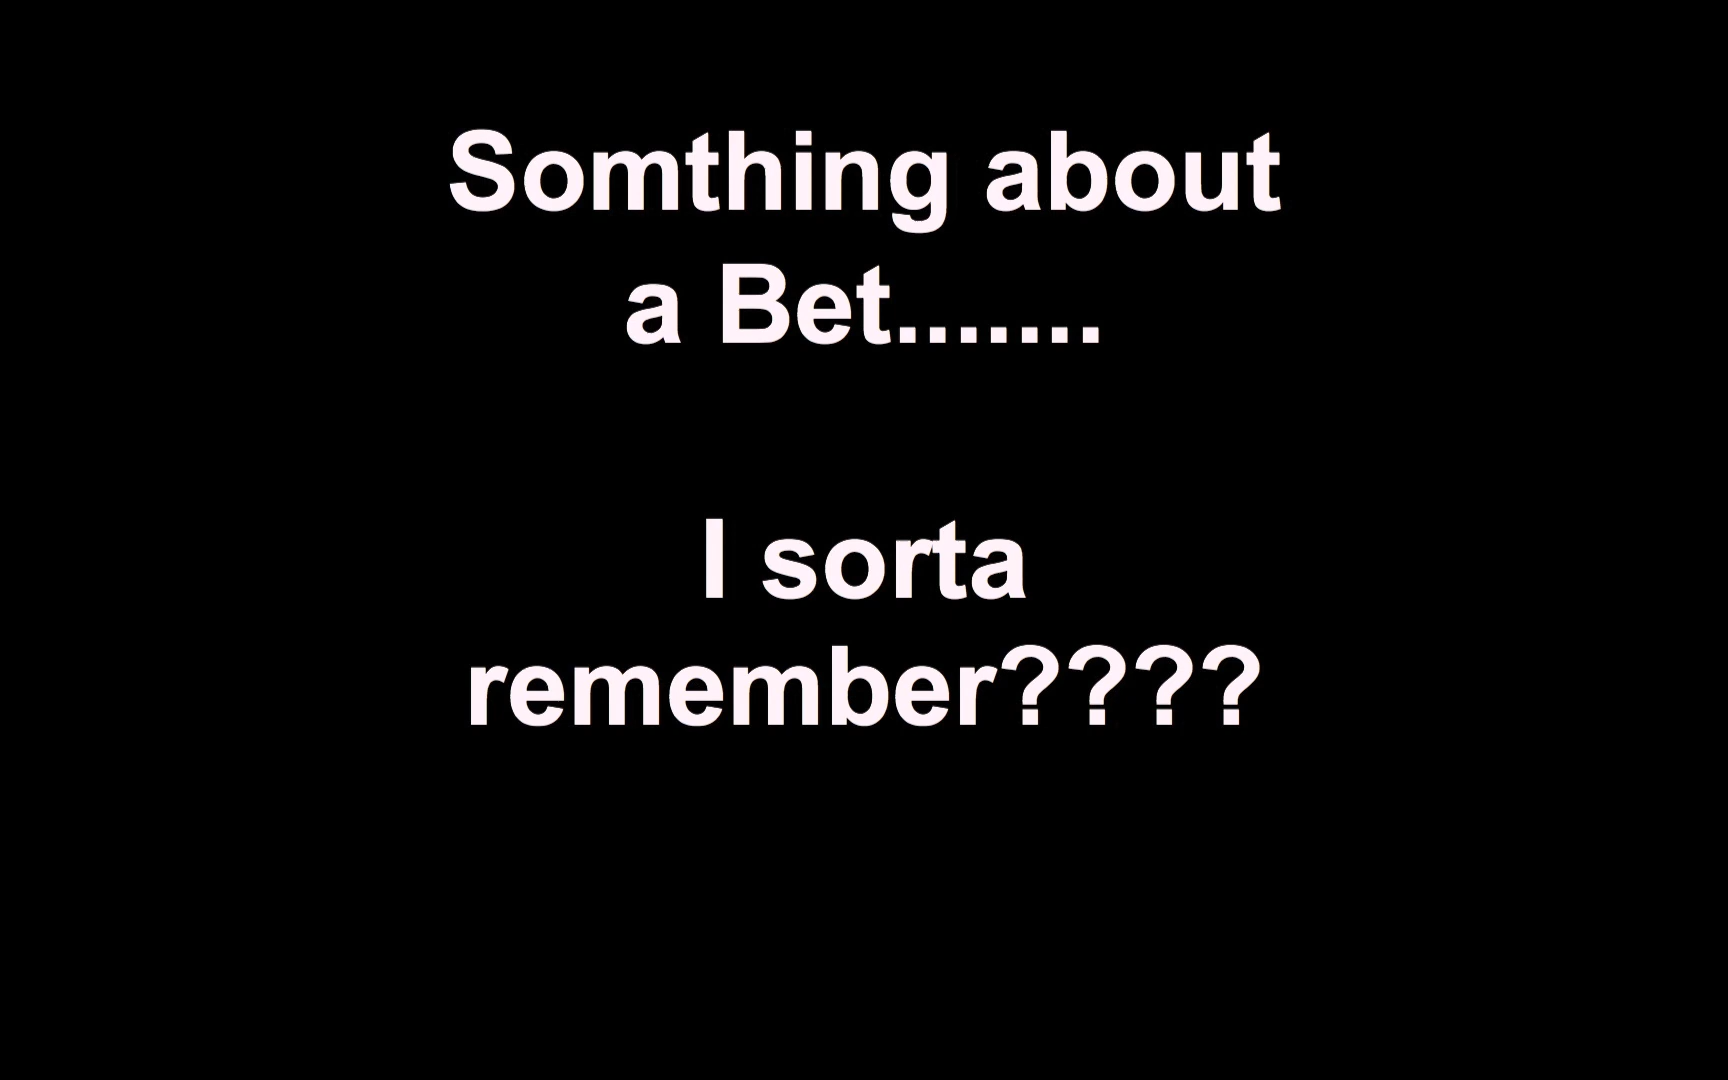 Somthing about
a Bet.......
I sorta
remember????